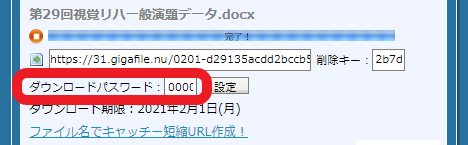 第29回視覚リハ一般演題データ.docx
完了！
https://31.gigafile.nu/0201-d29135acdd2bccb5 削除キー： 2b7d
ダウンロードパスワード： 0000 設定
ダウンロード期限：2021年2月1日(月)
ファイル名でキャッチー短縮URL作成！